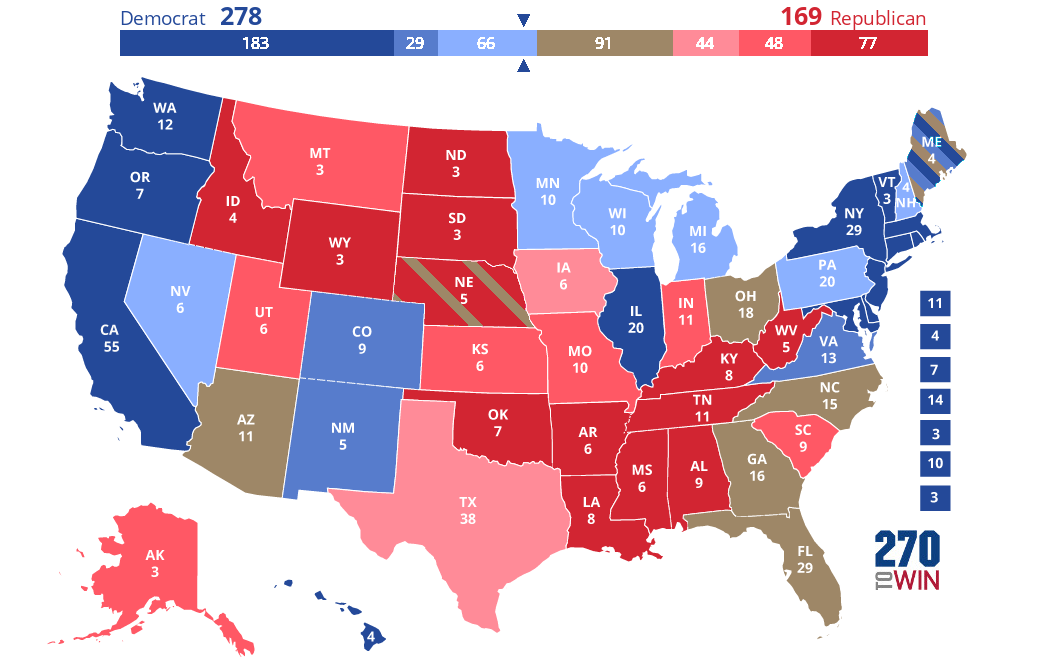 Democrat 278
169 Republican
183 29 66 91 44 48 77
WA
12
OR
7
CA
55
NV
6
ID
4
MT
3
WY
3
UT
6
AZ
11
CO
9
NM
5
ND
3
SD
3
NE
5
KS
6
OK
7
TX
38
MN
10
IA
6
MO
10
AR
6
LA
8
WI
10
IL
20
MI
16
IN
11
OH
18
KY
8
TN
11
MS
6
AL
9
GA
16
FL
29
SC
9
NC
15
VA
13
WV
5
PA
20
NY
29
VT
3
4
NH
ME
4
11
4
7
14
3
10
3
AK
3
4
270
TO WIN